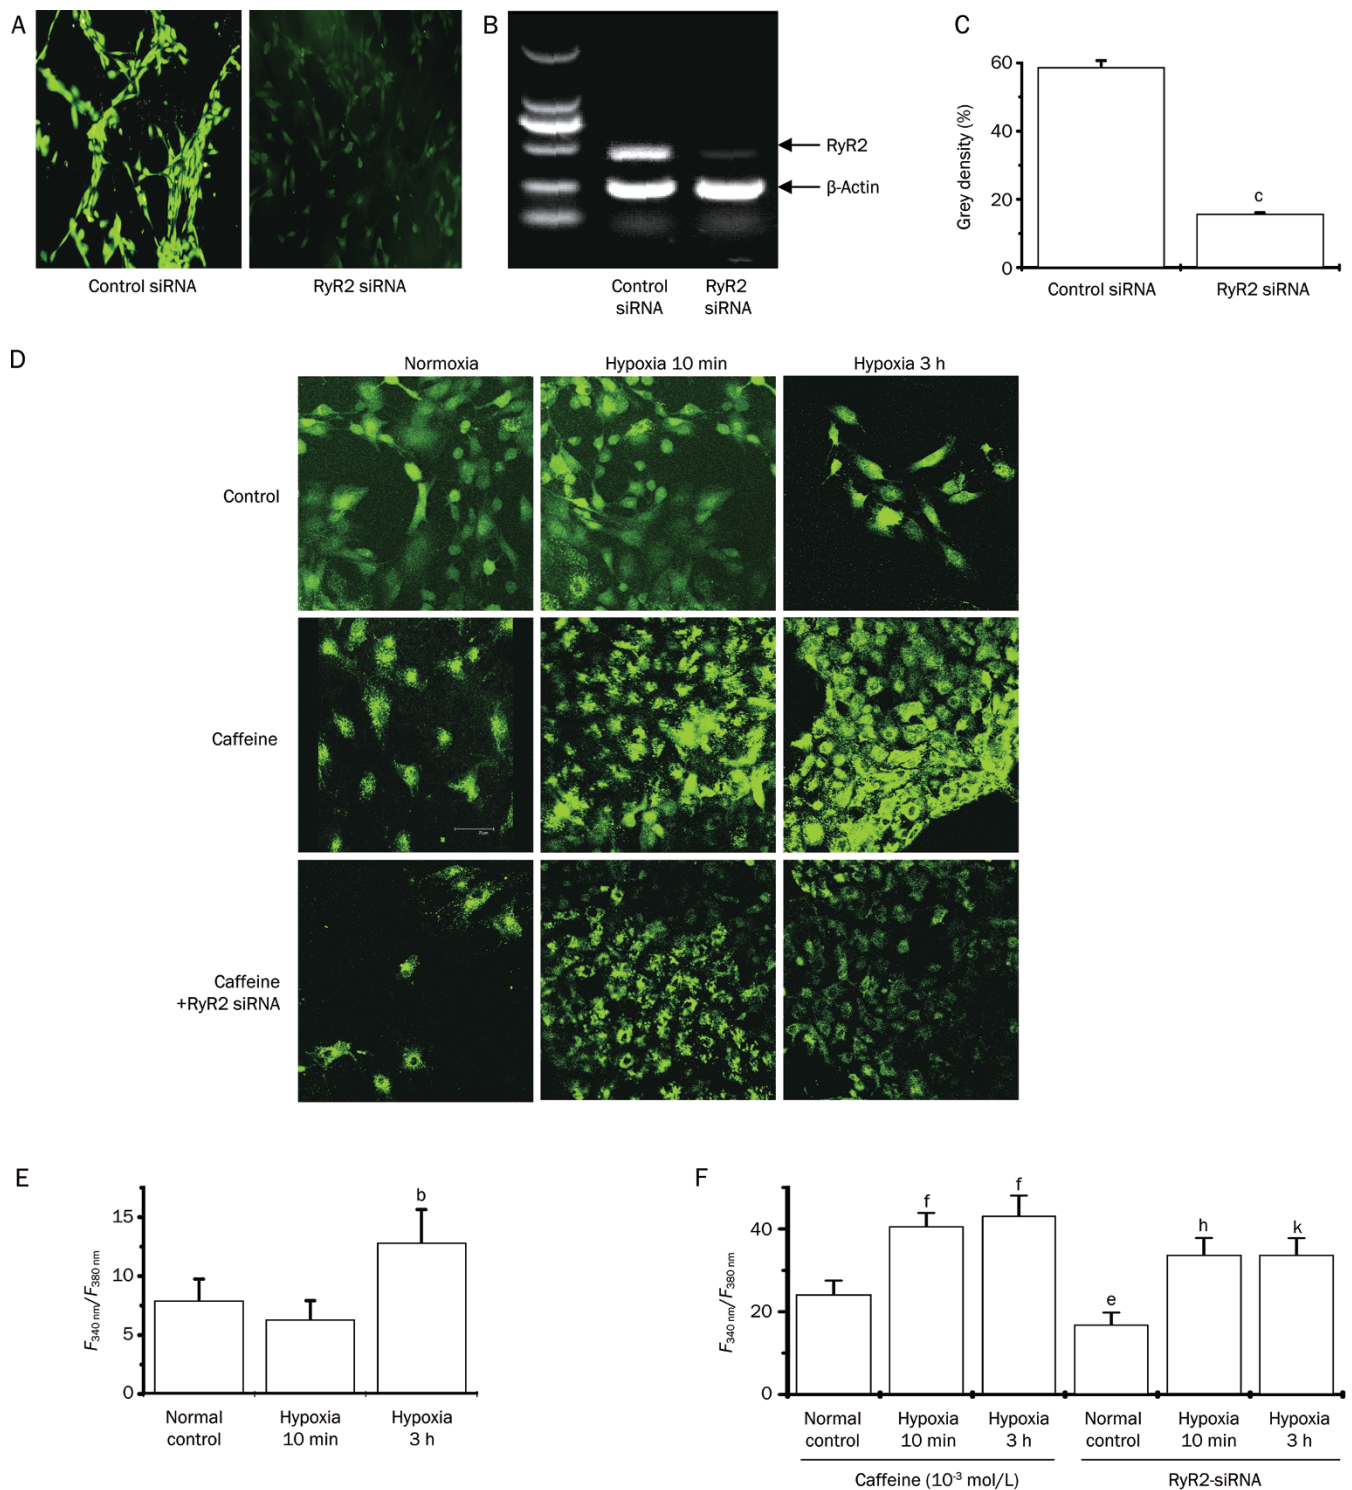 A
B
C
Control siRNA
RyR2 siRNA
RyR2
β-Actin
Control
siRNA
RyR2
siRNA
Grey density (%)
60
40
20
0
c
Control siRNA
RyR2 siRNA
D
Normoxia
Hypoxia 10 min
Hypoxia 3 h
Control
Caffeine
Caffeine
+RyR2 siRNA
E
F340 nm/F380 nm
15
10
5
0
b
Normal
control
Hypoxia
10 min
Hypoxia
3 h
F
F340 nm/F380 nm
40
20
0
f
f
e
h
k
Normal
control
Hypoxia
10 min
Hypoxia
3 h
Normal
control
Hypoxia
10 min
Hypoxia
3 h
Caffeine (10-3 mol/L)
RyR2-siRNA